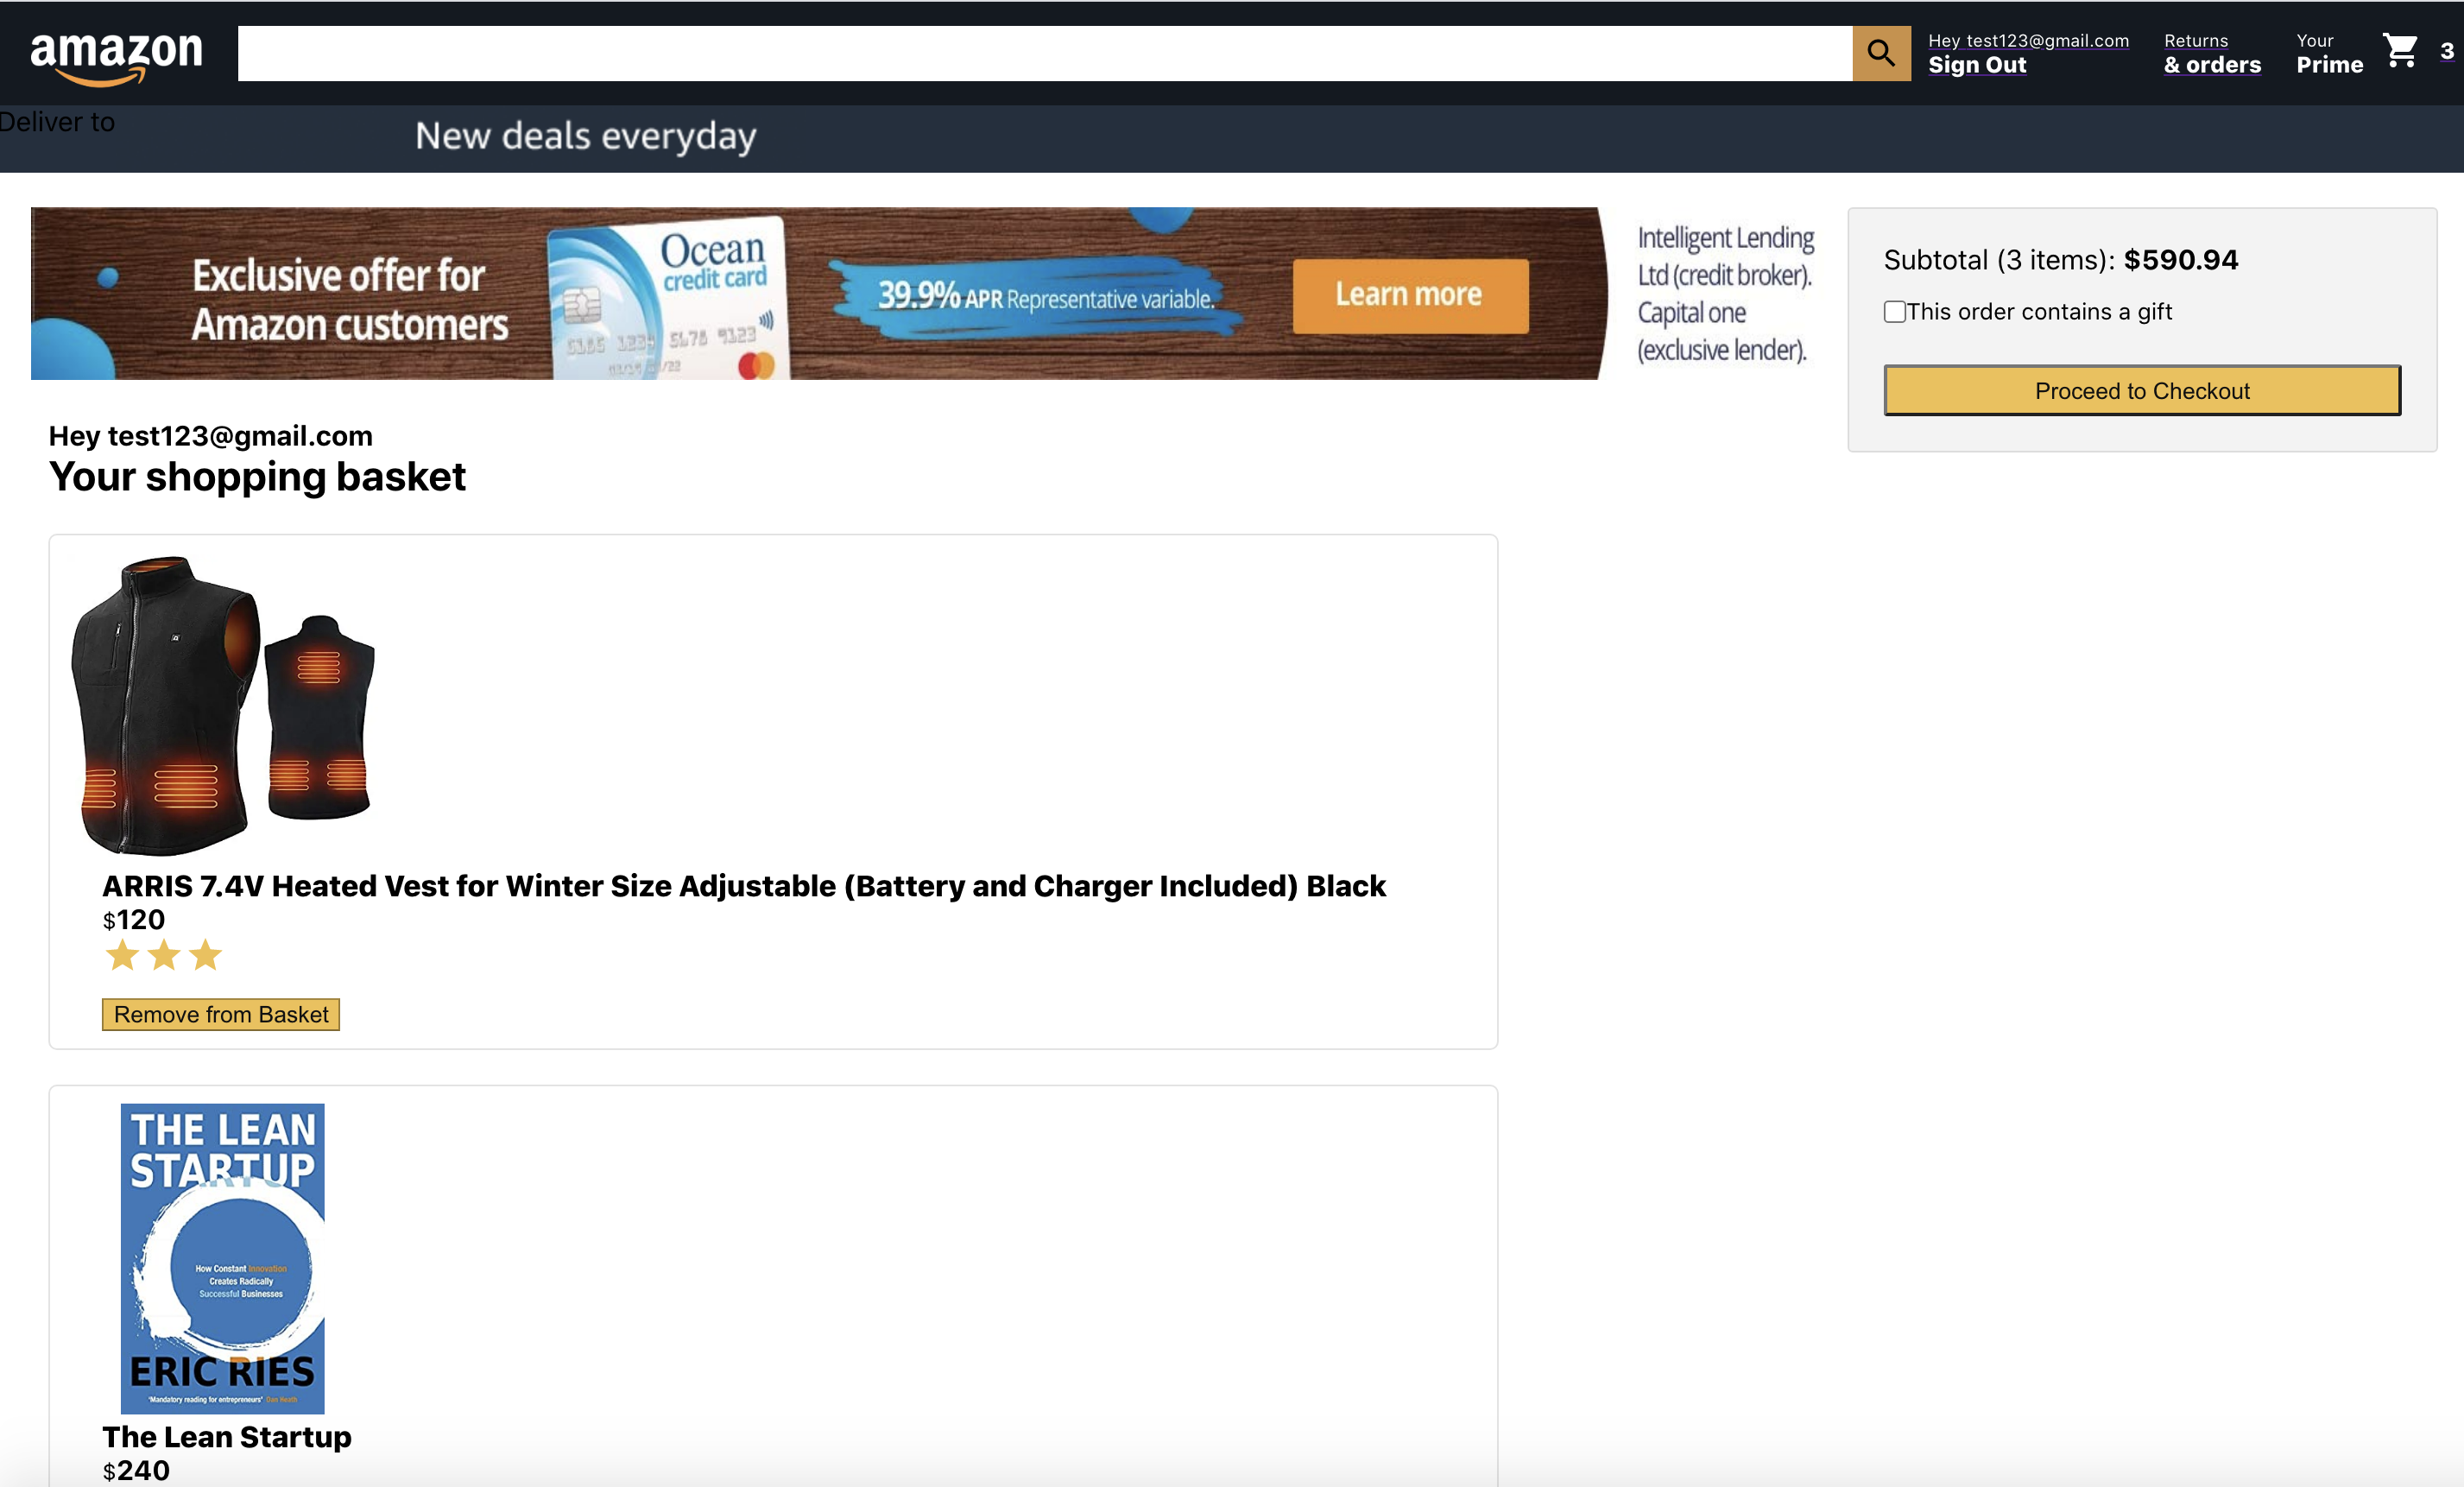 amazon
Hey test123@gmail.com
Sign Out
Returns
& orders
Your
Prime
3
Deliver to
New deals everyday
Exclusive offer for
Amazon customers
Ocean
credit card
39.9% APR Representative variable.
Learn more
Intelligent Lending
Ltd (credit broker).
Capital one
(exclusive lender).
Subtotal (3 items): $590.94
This order contains a gift
Proceed to Checkout
Hey test123@gmail.com
Your shopping basket
ARRIS 7.4V Heated Vest for Winter Size Adjustable (Battery and Charger Included) Black
$120
Remove from Basket
THE LEAN
STARTUP
How Constant Innovation
Creates Radically
Successful Businesses
ERIC RIES
'Mandatory reading for entrepreneurs' Dan Heath
The Lean Startup
$240